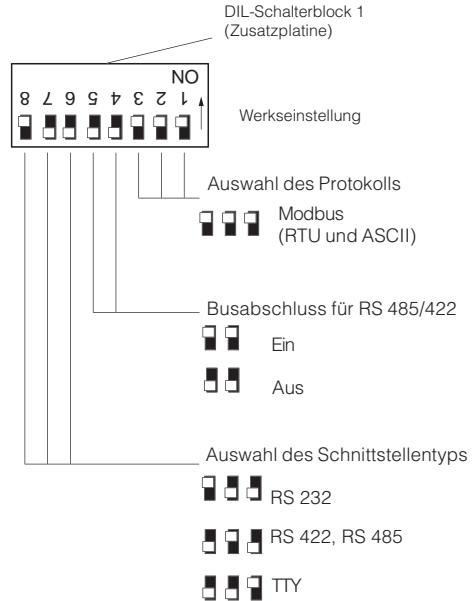 DIL-Schalterblock 1
(Zusatzplatine)
NO
8 7 6 5 4 3 2 1
Werkseinstellung
Auswahl des Protokolls
Modbus
(RTU und ASCII)
Busabschluss für RS 485/422
Ein
Aus
Auswahl des Schnittstellentyps
RS 232
RS 422, RS 485
TTY